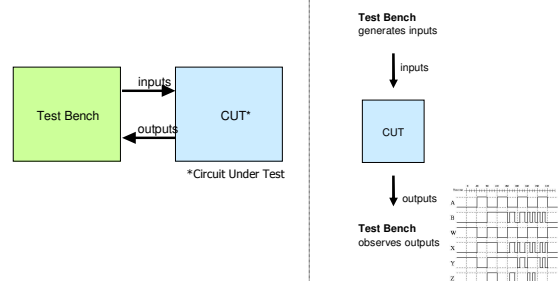 Test Bench
inputs
outputs
CUT*
*Circuit Under Test
Test Bench
generates inputs
inputs
CUT
outputs
Test Bench
observes outputs
A
B
W
X
Y
Z